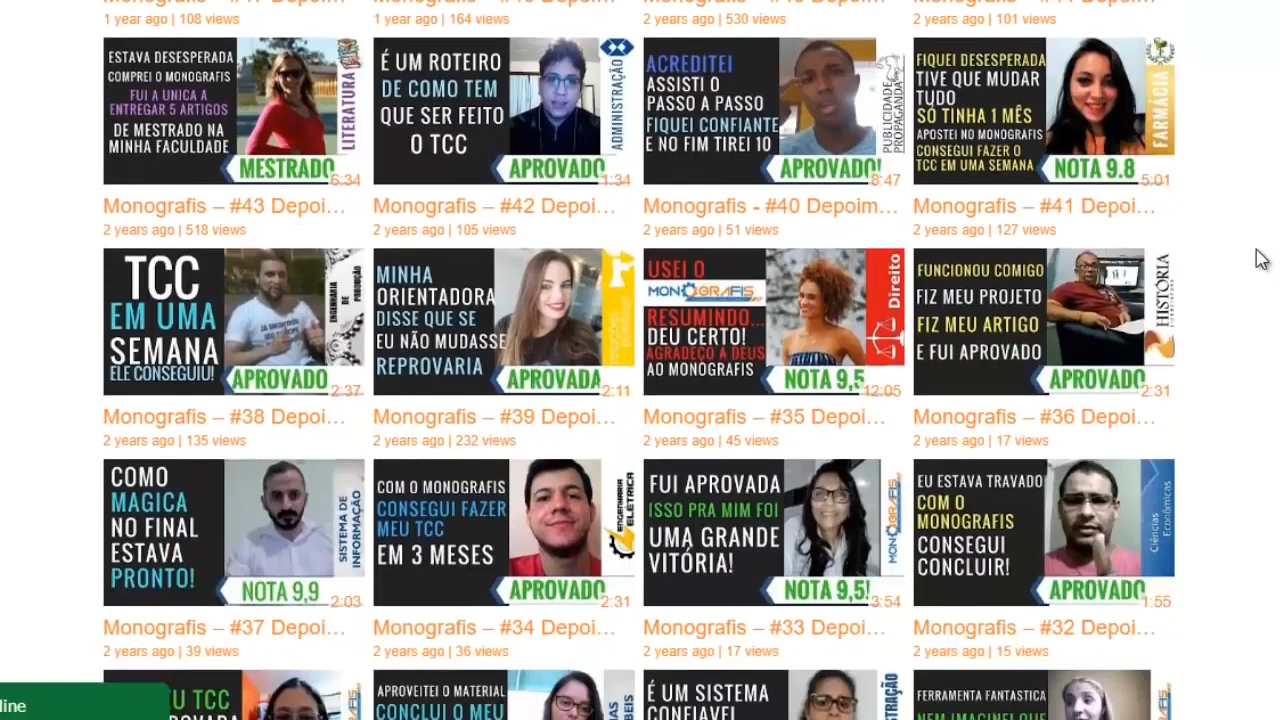 1 year ago | 108 views
1 year ago | 164 views
2 years ago | 530 views
2 years ago | 101 views
ESTAVA DESESPERADA
COMPREI O MONOGRAFIS
FUI A UNICA A
ENTREGAR 5 ARTIGOS
DE MESTRADO NA
MINHA FACULDADE
LITERATURA
MESTRADO
6:34
É UM ROTEIRO
DE COMO TEM
QUE SER FEITO
O TCC
ADMINISTRAÇÃO
APROVADO
1:34
ACREDITEI
ASSISTI O
PASSO A PASSO
FIQUEI CONFIANTE
E NO FIM TIREI 10
PUBLICIDADE
PROPAGANDA
APROVADO!
8:47
FIQUEI DESESPERADA
TIVE QUE MUDAR
TUDO
SÓ TINHA 1 MÊS
APOSTEI NO MONOGRAFIS
CONSEGUI FAZER O
TCC EM UMA SEMANA
FARMÁCIA
NOTA 9.8
5:01
Monografis – #43 Depoi...
Monografis – #42 Depoi...
Monografis - #40 Depoim...
Monografis – #41 Depoi...
2 years ago | 518 views
2 years ago | 105 views
2 years ago | 51 views
2 years ago | 127 views
TCC
EM UMA
SEMANA
ELE CONSEGUIU!
ENGENHARIA
DE
PRODUÇÃO
APROVADO
2:37
MINHA
ORIENTADORA
DISSE QUE SE
EU NÃO MUDASSE
REPROVARIA
APROVADA
2:11
USEI O
MONOGRAFIS
RESUMINDO...
DEU CERTO!
AGRADEÇO A DEUS
AO MONOGRAFIS
Direito
NOTA 9,5
12:05
FUNCIONOU COMIGO
FIZ MEU PROJETO
FIZ MEU ARTIGO
E FUI APROVADO
HISTÓRIA
APROVADO
2:31
Monografis – #38 Depoi...
Monografis – #39 Depoi...
Monografis – #35 Depoi...
Monografis – #36 Depoi...
2 years ago | 135 views
2 years ago | 232 views
2 years ago | 45 views
2 years ago | 17 views
COMO
MAGICA
NO FINAL
ESTAVA
PRONTO!
SISTEMA DE
INFORMAÇÃO
NOTA 9,9
2:03
COM O MONOGRAFIS
CONSEGUI FAZER
MEU TCC
EM 3 MESES
ENGENHARIA
ELÉTRICA
APROVADO
2:31
FUI APROVADA
ISSO PRA MIM FOI
UMA GRANDE
VITÓRIA!
MONOGRAFIS
NOTA 9,5!
3:54
EU ESTAVA TRAVADO
COM O
MONOGRAFIS
CONSEGUI
CONCLUIR!
Ciências
Econômicas
APROVADO
1:55
Monografis – #37 Depoi...
Monografis – #34 Depoi...
Monografis – #33 Depoi...
Monografis – #32 Depoi...
2 years ago | 39 views
2 years ago | 36 views
2 years ago | 17 views
2 years ago | 15 views
line
TCC
APROVEITEI O MATERIAL
CONCLUI O MEU
É UM SISTEMA
CONFIAVEL
FERRAMENTA FANTASTICA
NEM IMAGINEI QUE